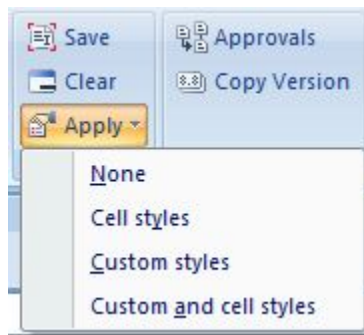 Save
Clear
Apply
Approvals
Copy Version
None
Cell styles
Custom styles
Custom and cell styles